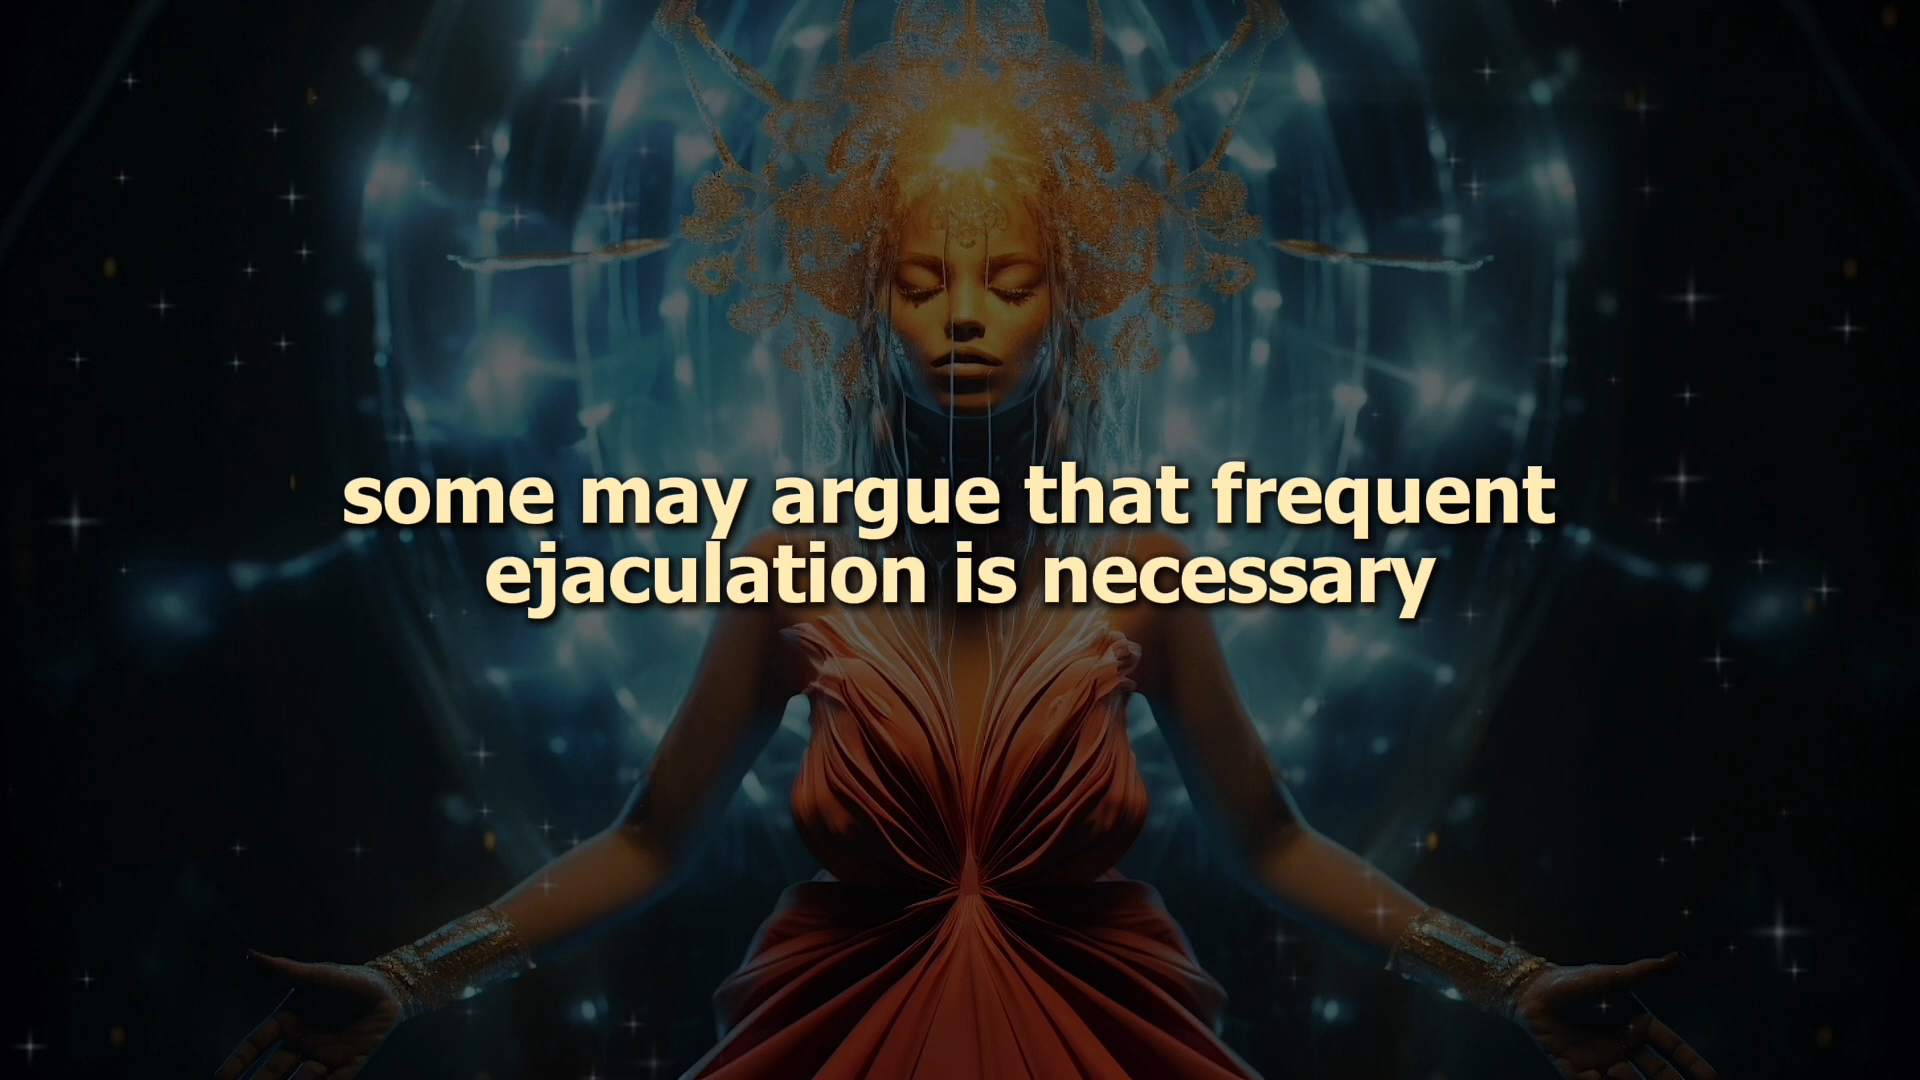 some may argue that frequent
ejaculation is necessary